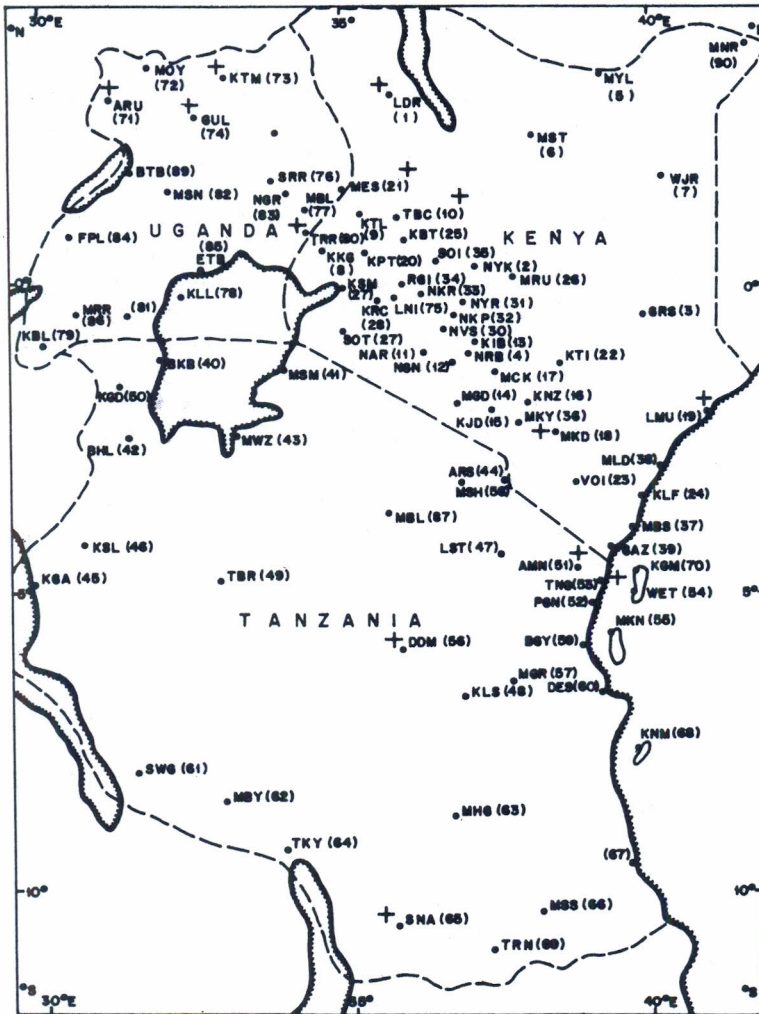 30°E 35° 40°E
°N
MNR
(90)
MOY
(72)
KTM (73)
MYL
(5)
ARU
(71)
GUL
(74)
LDR
(1)
MST
(6)
BTB (89)
MSN (82)
SRR (76)
NGR
(83)
MBL
(77)
MES (21)
WJR
(7)
KTL
(9)
TBC (10)
FPL (84)
UGANDA
(85)
ETB
TRR (80)
KBT (25)
KENYA
KKG
(8)
KPT (20)
SOI (35)
NYK (2)
0°
KSM
(27)
RGI (34)
MRU (26)
0°
KLL (78)
NKR (33)
MRR
(86)
(81)
KRC
(28)
LNI (75)
NYR (31)
NKP (32)
GRS (3)
KBL (79)
SOT (27)
NVS (30)
KIB (13)
NAR (11)
NRB (4)
BKB (40)
MSM (41)
NGN (12)
KTI (22)
MCK (17)
KGD (50)
MGD (14)
KNZ (16)
LMU (19)
KJD (15)
MKY (36)
BHL (42)
MWZ (43)
MKD (18)
MLD (38)
ARS (44)
VOI (23)
KLF (24)
MBL (87)
MBS (37)
KSL (46)
LST (47)
GAZ (39)
AMN (51)
KGM (70)
KGA (45)
TBR (49)
TNG (53)
5°
WET (54)
5°
PGN (52)
TANZANIA
MKN (55)
DDM (56)
BGY (59)
MGR (57)
KLS (48)
DES (60)
KNM (68)
SWG (61)
MBY (62)
MHG (63)
TKY (64)
(67)
10°
10°
MSS (66)
SNA (65)
TRN (69)
°S
°S
30°E 35° 40°E